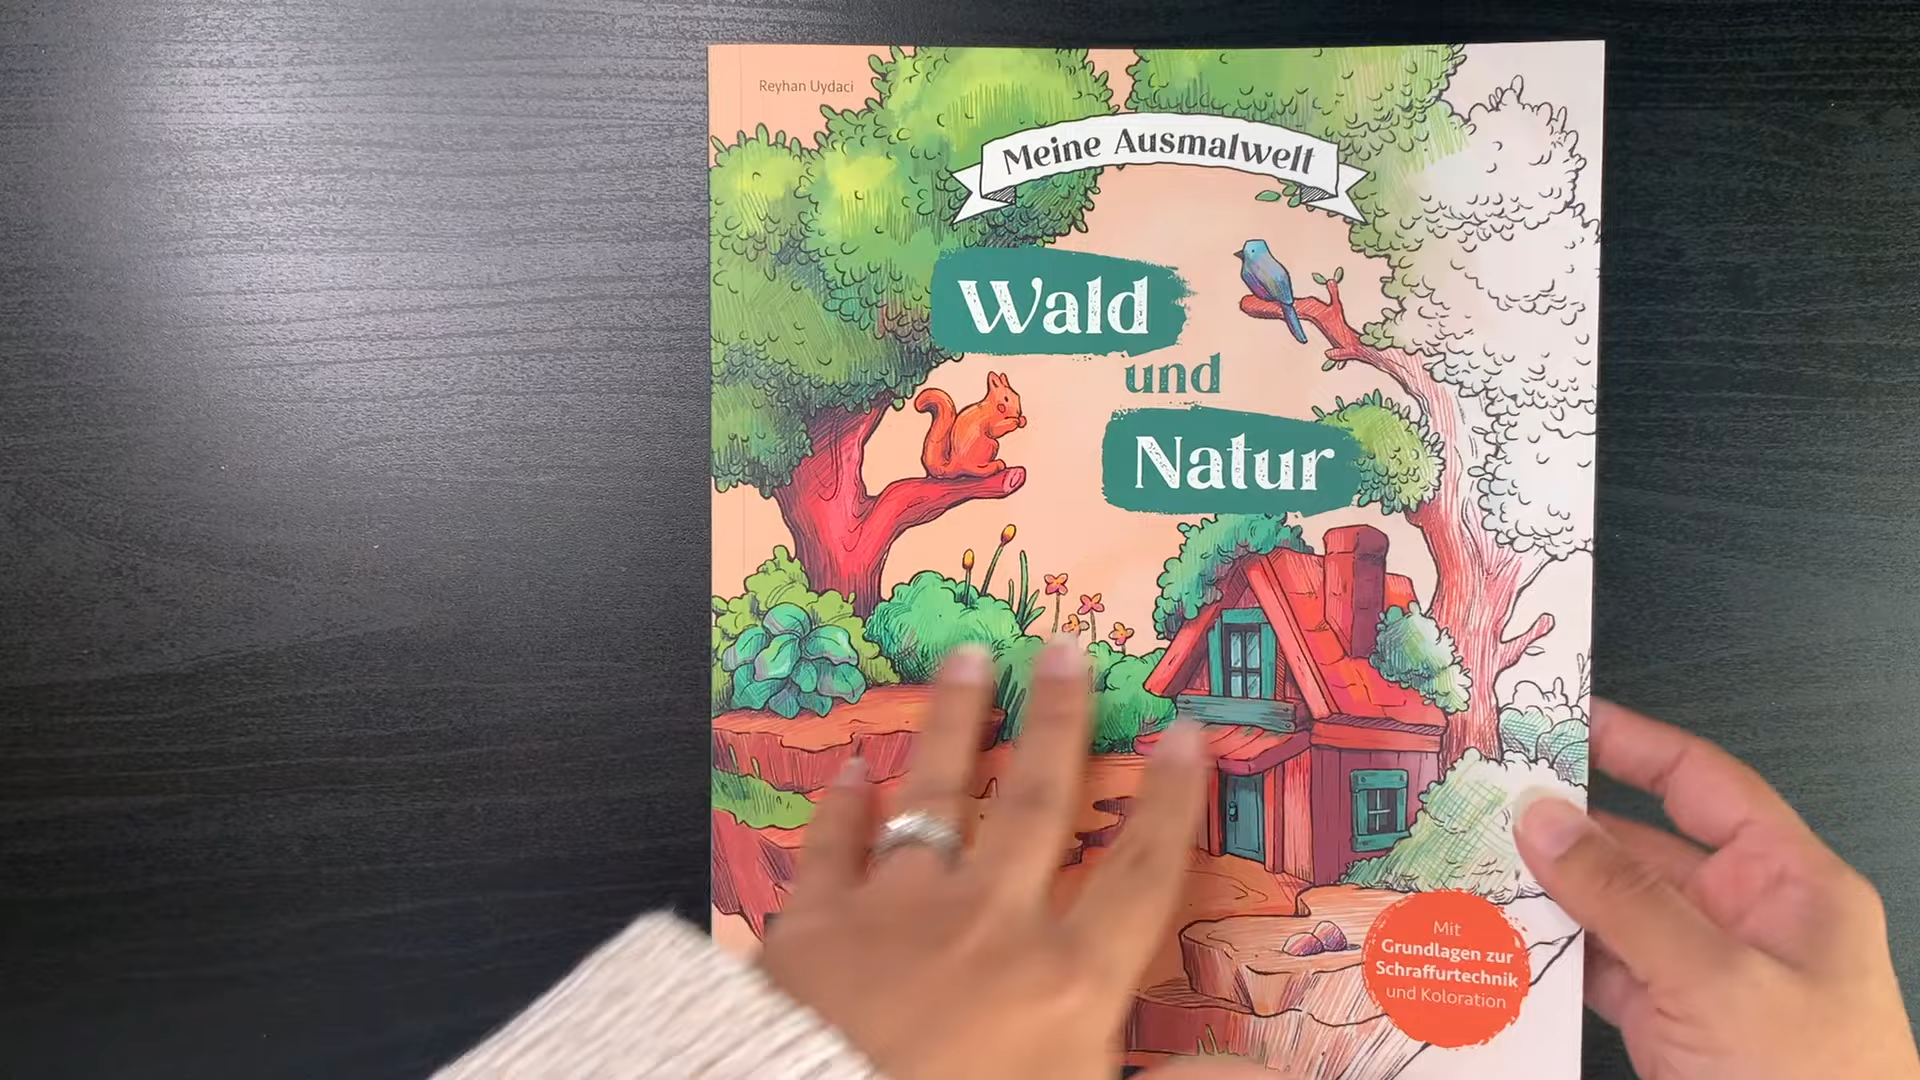 Reyhan Uydaci
Meine Ausmalwelt
Wald
und
Natur
Mit
Grundlagen zur
Schraffurtechnik
und Koloration